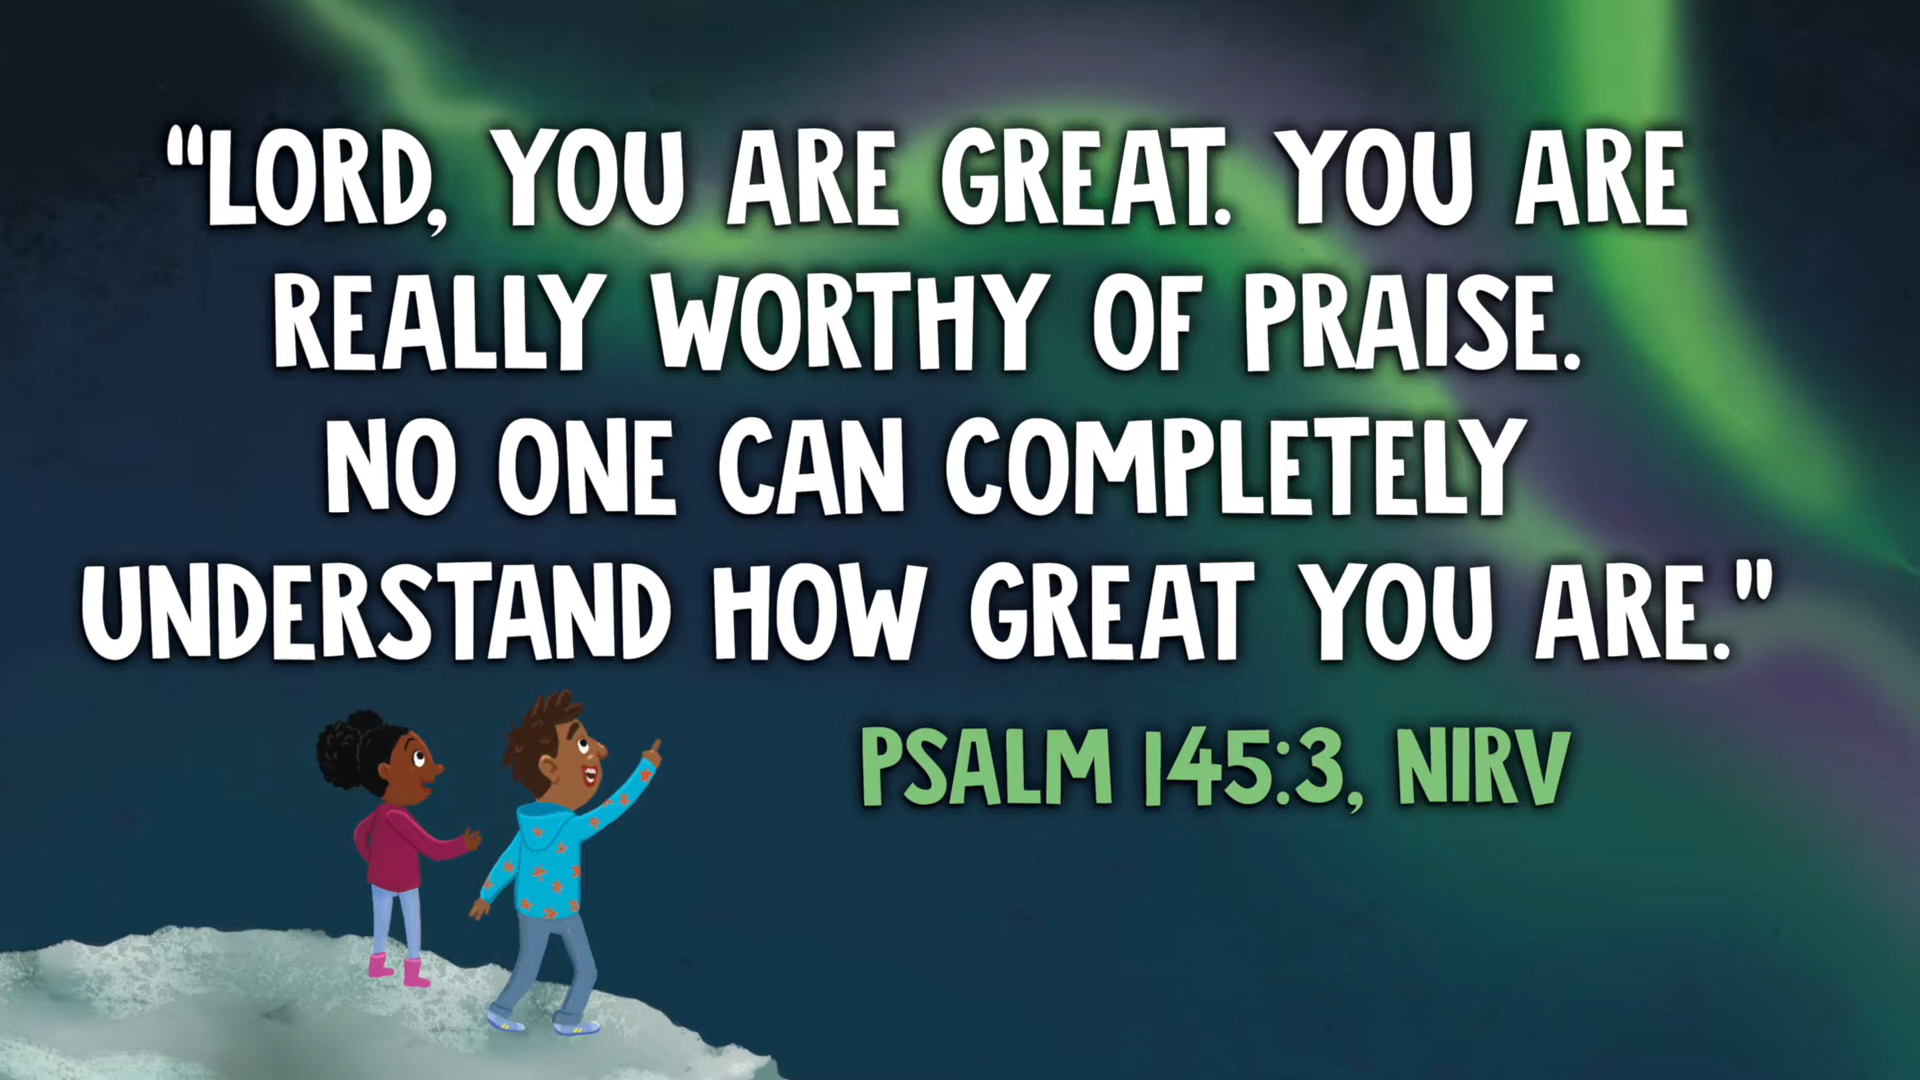 "LORD, YOU ARE GREAT. YOU ARE
REALLY WORTHY OF PRAISE.
NO ONE CAN COMPLETELY
UNDERSTAND HOW GREAT YOU ARE."
PSALM 145:3, NIRV